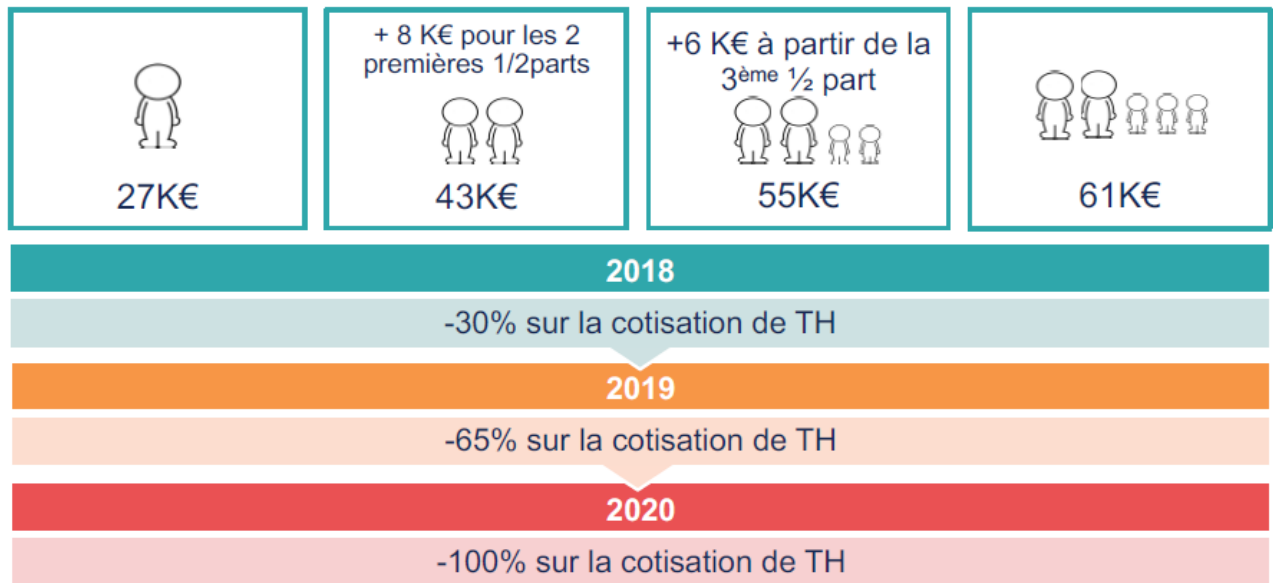 27K€
+ 8 K€ pour les 2
premières 1/2parts
43K€
+6 K€ à partir de la
3ème ½ part
55K€
61K€
2018
-30% sur la cotisation de TH
2019
-65% sur la cotisation de TH
2020
-100% sur la cotisation de TH